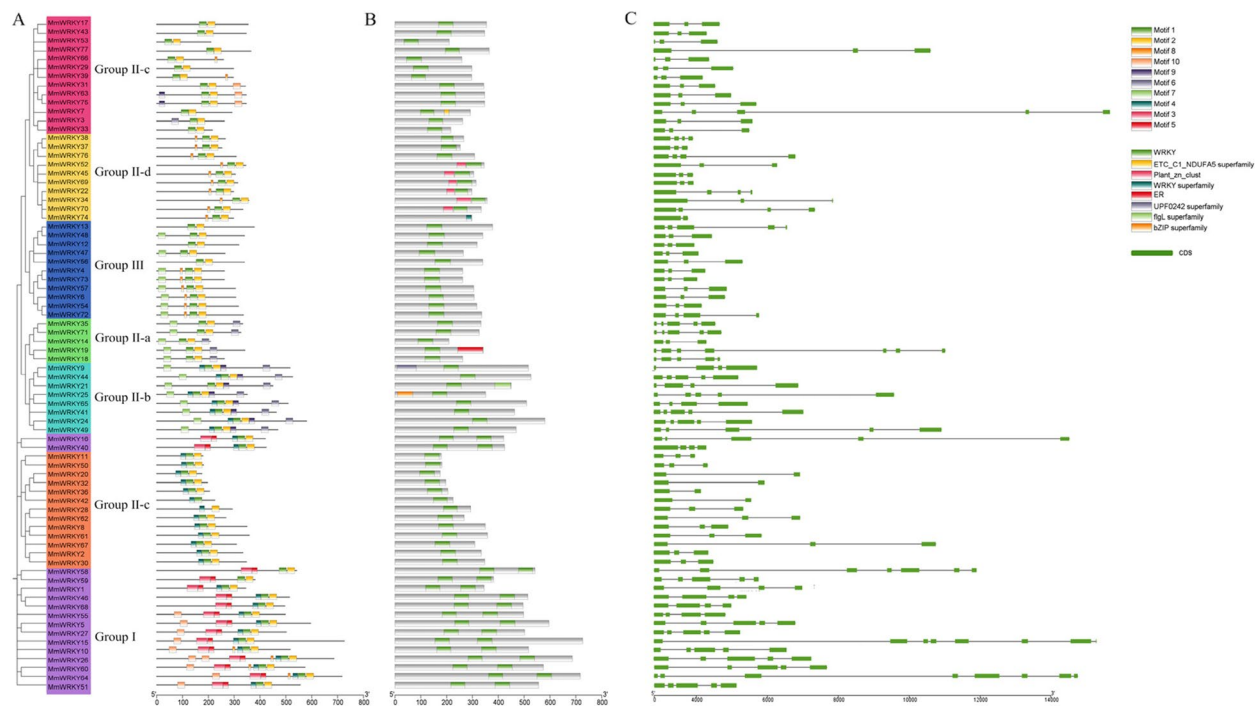 A
B
C
MmWRKY17
MmWRKY43
MmWRKY53
MmWRKY77
MmWRKY66
MmWRKY29
MmWRKY39
MmWRKY31
MmWRKY63
MmWRKY75
MmWRKY7
MmWRKY3
MmWRKY33
MmWRKY38
MmWRKY37
MmWRKY76
MmWRKY52
MmWRKY45
MmWRKY69
MmWRKY22
MmWRKY34
MmWRKY70
MmWRKY74
MmWRKY13
MmWRKY48
MmWRKY12
MmWRKY47
MmWRKY56
MmWRKY4
MmWRKY73
MmWRKY57
MmWRKY6
MmWRKY54
MmWRKY72
MmWRKY35
MmWRKY71
MmWRKY14
MmWRKY19
MmWRKY18
MmWRKY9
MmWRKY44
MmWRKY21
MmWRKY25
MmWRKY65
MmWRKY41
MmWRKY24
MmWRKY49
MmWRKY16
MmWRKY40
MmWRKY11
MmWRKY50
MmWRKY20
MmWRKY32
MmWRKY36
MmWRKY42
MmWRKY28
MmWRKY62
MmWRKY8
MmWRKY61
MmWRKY67
MmWRKY2
MmWRKY30
MmWRKY58
MmWRKY59
MmWRKY1
MmWRKY46
MmWRKY68
MmWRKY55
MmWRKY5
MmWRKY27
MmWRKY15
MmWRKY10
MmWRKY26
MmWRKY60
MmWRKY64
MmWRKY51
Group II-c
Group II-d
Group III
Group II-a
Group II-b
Group II-c
Group I
5' 3'
0 100 200 300 400 500 600 700 800
5' 3'
0 100 200 300 400 500 600 700 800
5' 3'
0 4000 6000 8000 10000 12000 14000
Motif 1
Motif 2
Motif 8
Motif 10
Motif 9
Motif 6
Motif 7
Motif 4
Motif 3
Motif 5
WRKY
ETC_C1_NDUFA5 superfamily
Plant_zn_clust
WRKY superfamily
ER
UPF0242 superfamily
flgL superfamily
bZIP superfamily
CDS